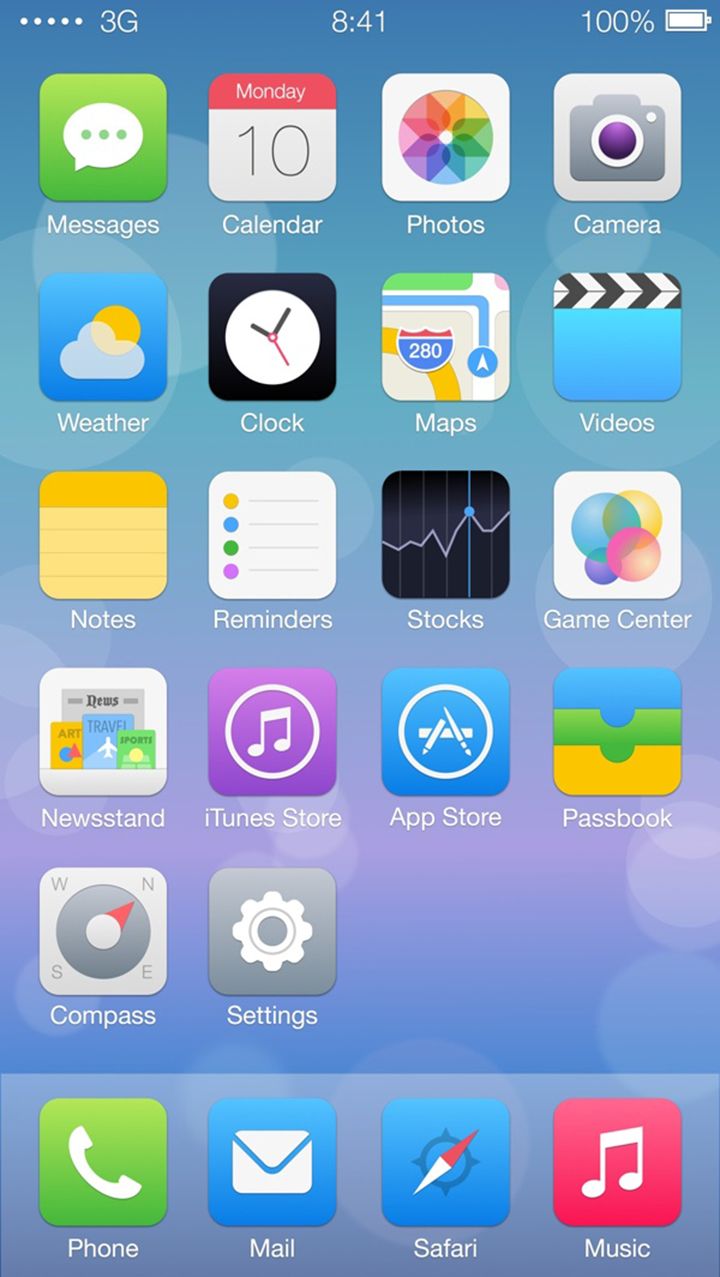 3G 8:41 100%
Monday
10
Messages Calendar Photos Camera
280
Weather Clock Maps Videos
Notes Reminders Stocks Game Center
News
TRAVEL
ART SPORTS
Newsstand iTunes Store App Store Passbook
W N
S E
Compass Settings
Phone Mail Safari Music